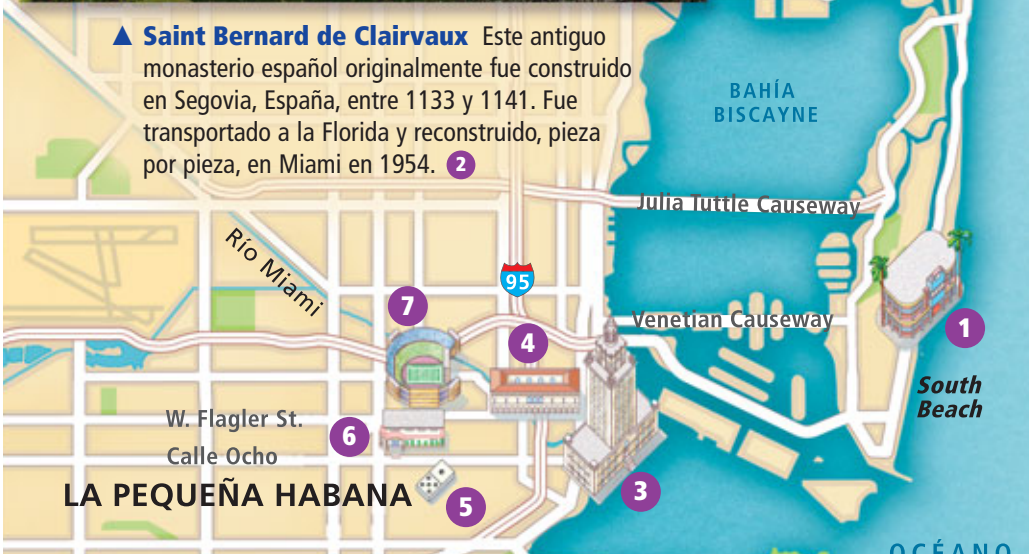 ▲ Saint Bernard de Clairvaux Este antiguo
monasterio español originalmente fue construido
en Segovia, España, entre 1133 y 1141. Fue
transportado a la Florida y reconstruido, pieza
por pieza, en Miami en 1954. 2
BAHÍA
BISCAYNE
Julia Tuttle Causeway
Río Miami
95
7
4
Venetian Causeway
1
South
Beach
W. Flagler St.
6
Calle Ocho
LA PEQUEÑA HABANA
5
3
OCÉANO